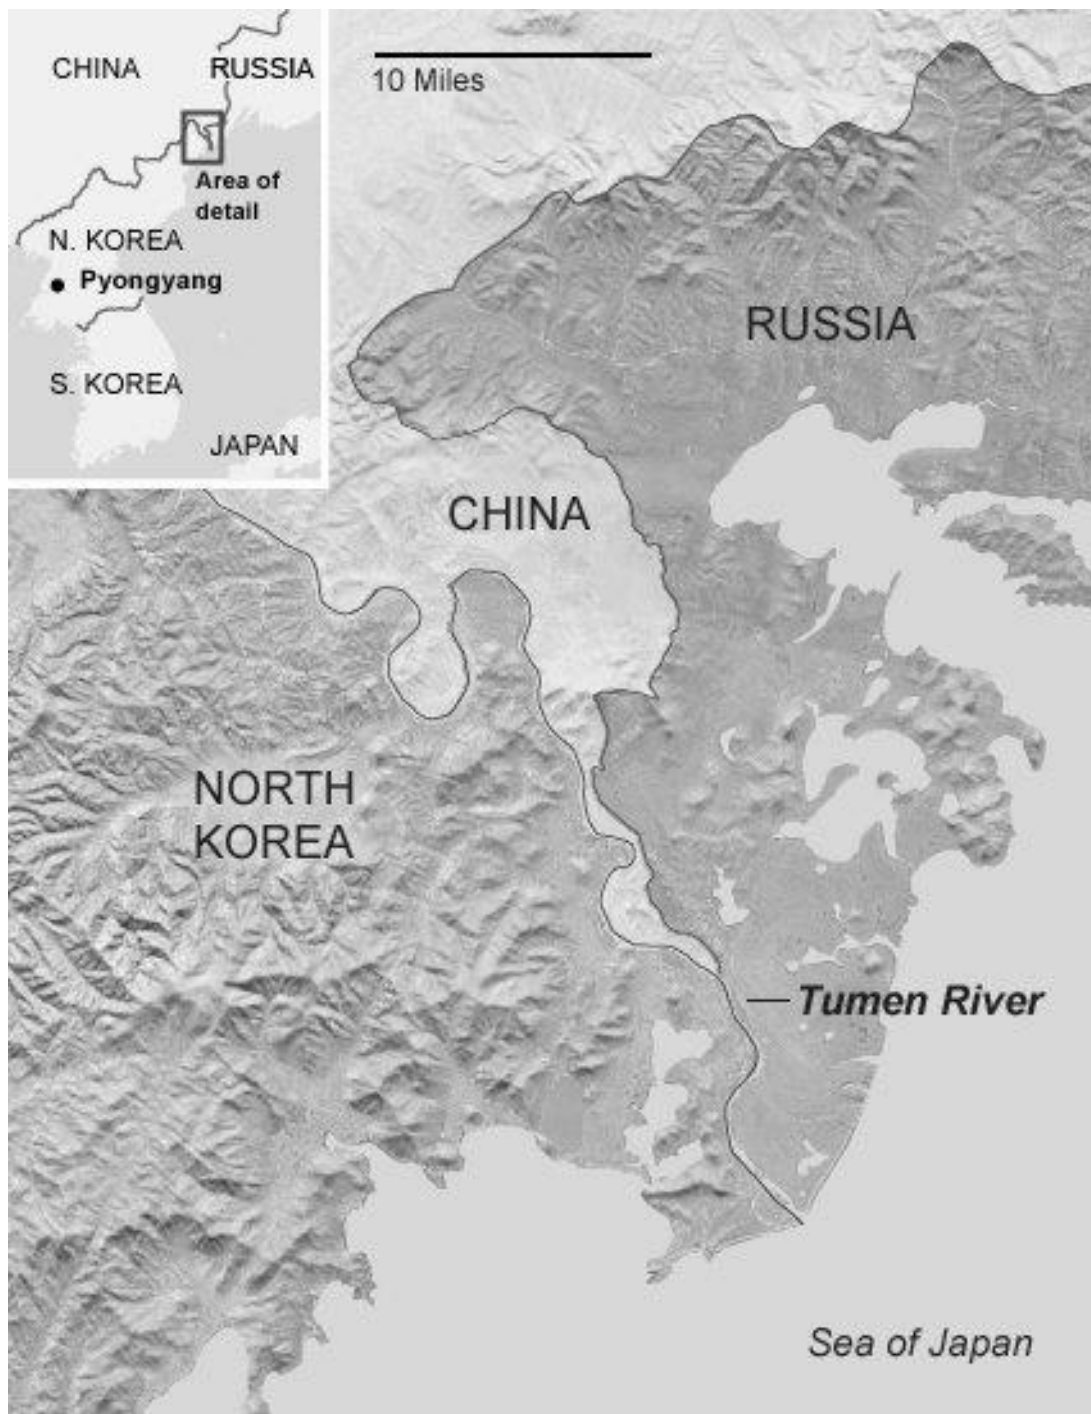 CHINA
RUSSIA
Area of
detail
N. KOREA
Pyongyang
S. KOREA
JAPAN
10 Miles
RUSSIA
CHINA
NORTH
KOREA
Tumen River
Sea of Japan